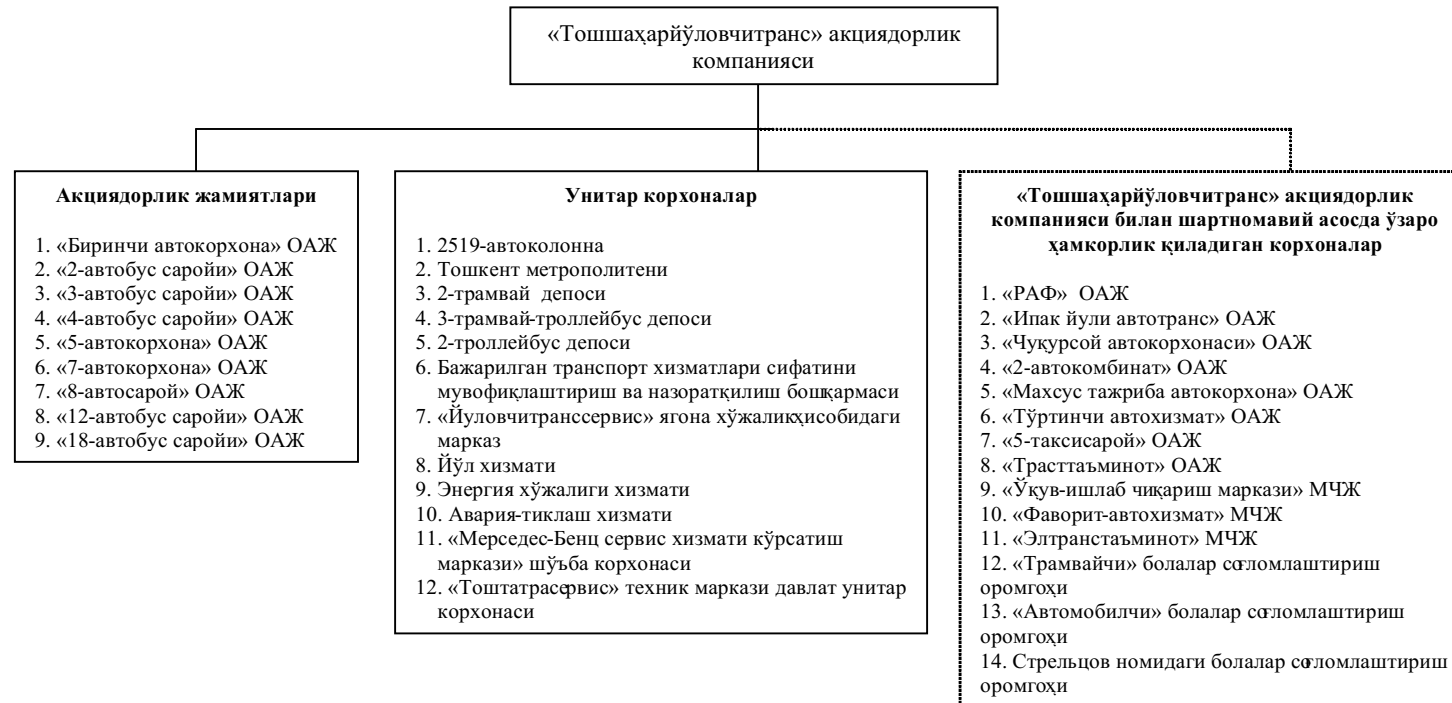 «Тошшаҳарйўловчитранс» акциядорлик
компанияси
Акциядорлик жамиятлари
1. «Биринчи автокорхона» ОАЖ
2. «2-автобус саройи» ОАЖ
3. «3-автобус саройи» ОАЖ
4. «4-автобус саройи» ОАЖ
5. «5-автокорхона» ОАЖ
6. «7-автокорхона» ОАЖ
7. «8-автосарой» ОАЖ
8. «12-автобус саройи» ОАЖ
9. «18-автобус саройи» ОАЖ
Унитар корхоналар
1. 2519-автоколонна
2. Тошкент метрополитени
3. 2-трамвай депоси
4. 3-трамвай-троллейбус депоси
5. 2-троллейбус депоси
6. Бажарилган транспорт хизматлари сифатини
мувофиқлаштириш ва назоратқилиш бошқармаси
7. «Йуловчитранссервис» ягона хўжаликҳисобидаги
марказ
8. Йўл хизмати
9. Энергия хўжалиги хизмати
10. Авария-тиклаш хизмати
11. «Мерседес-Бенц сервис хизмати кўрсатиш
маркази» шўъба корхонаси
12. «Тоштатрасервис» техник маркази давлат унитар
корхонаси
«Тошшаҳарйўловчитранс» акциядорлик
компанияси билан шартномавий асосда ўзаро
ҳамкорлик қиладиган корхоналар
1. «РАФ» ОАЖ
2. «Ипак йули автотранс» ОАЖ
3. «Чуқурсой автокорхонаси» ОАЖ
4. «2-автокомбинат» ОАЖ
5. «Махсус тажриба автокорхона» ОАЖ
6. «Тўртинчи автохизмат» ОАЖ
7. «5-таксисарой» ОАЖ
8. «Трасттаъминот» ОАЖ
9. «Ўқув-ишлаб чиқариш маркази» МЧЖ
10. «Фаворит-автохизмат» МЧЖ
11. «Элтранстаъминот» МЧЖ
12. «Трамвайчи» болалар соғломлаштириш
оромгоҳи
13. «Автомобилчи» болалар соғломлаштириш
оромгоҳи
14. Стрельцов номидаги болалар соғломлаштириш
оромгоҳи